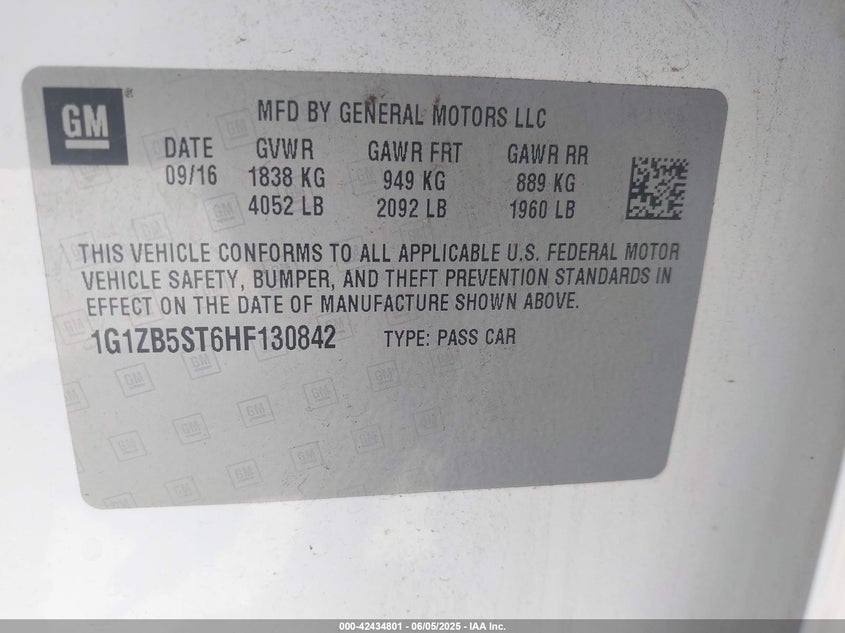 GM
MFD BY GENERAL MOTORS LLC
DATE GVWR GAWR FRT GAWR RR
09/16 1838 KG 949 KG 889 KG
4052 LB 2092 LB 1960 LB
THIS VEHICLE CONFORMS TO ALL APPLICABLE U.S. FEDERAL MOTOR
VEHICLE SAFETY, BUMPER, AND THEFT PREVENTION STANDARDS IN
EFFECT ON THE DATE OF MANUFACTURE SHOWN ABOVE.
1G1ZB5ST6HF130842 TYPE: PASS CAR
000-42434801 - 06/05/2025 - IAA Inc.